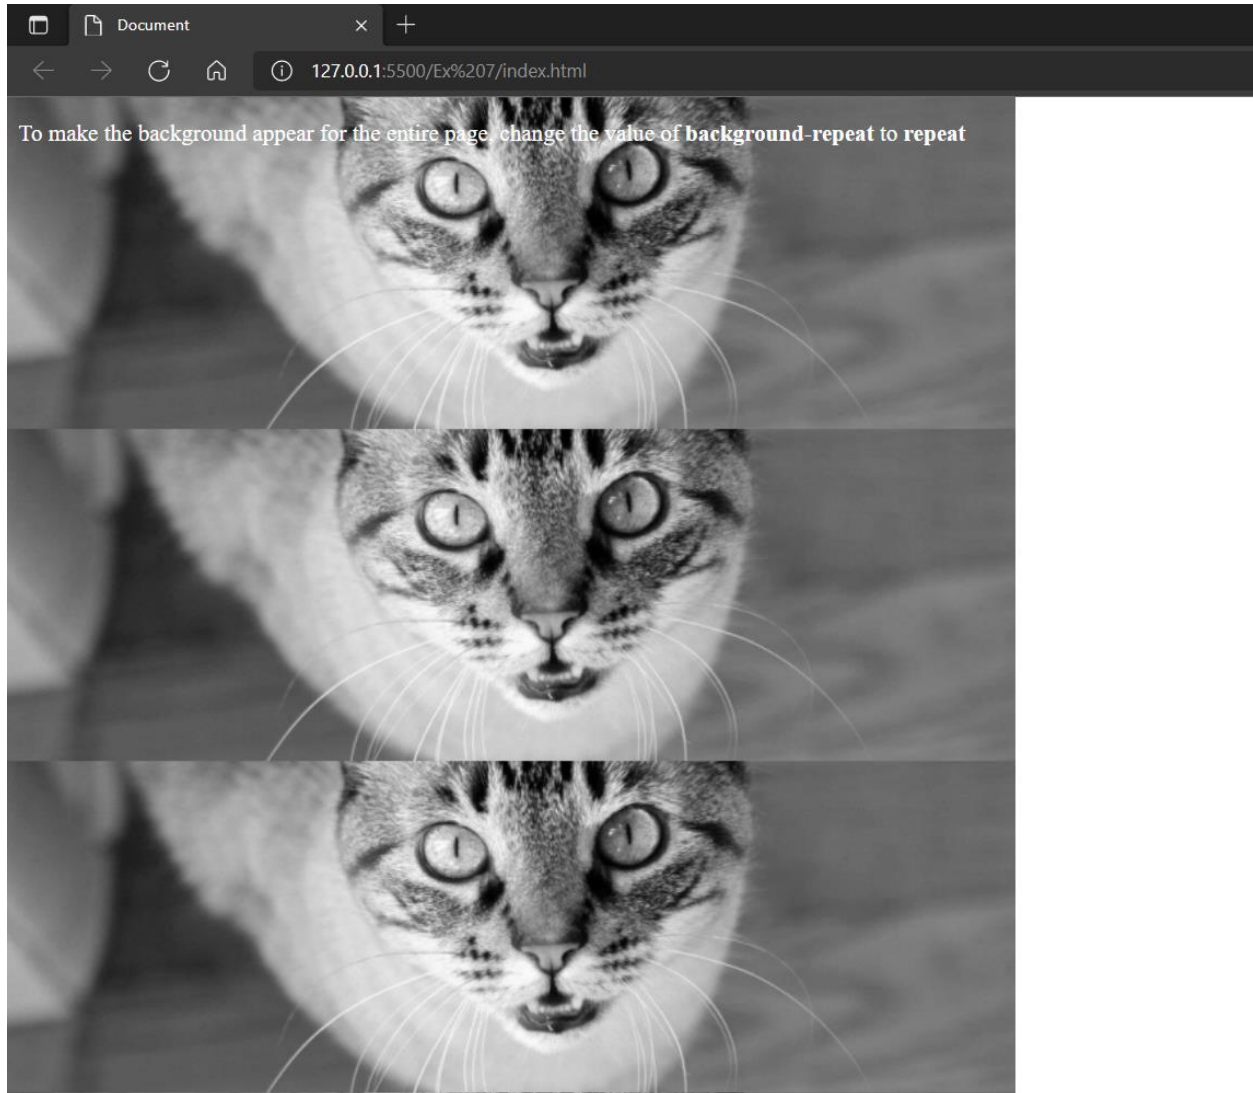 Document
127.0.0.1:5500/Ex%207/index.html
To make the background appear for the entire page, change the value of background-repeat to repeat